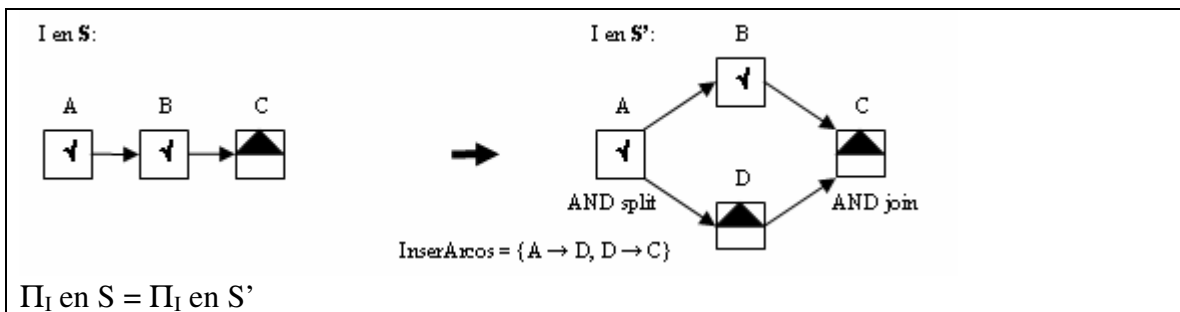 I en S:
I en S’:
B
A
B
C
A
C
D
AND split
AND join
InserArcos = {A → D, D → C}
Π_I en S = Π_I en S’